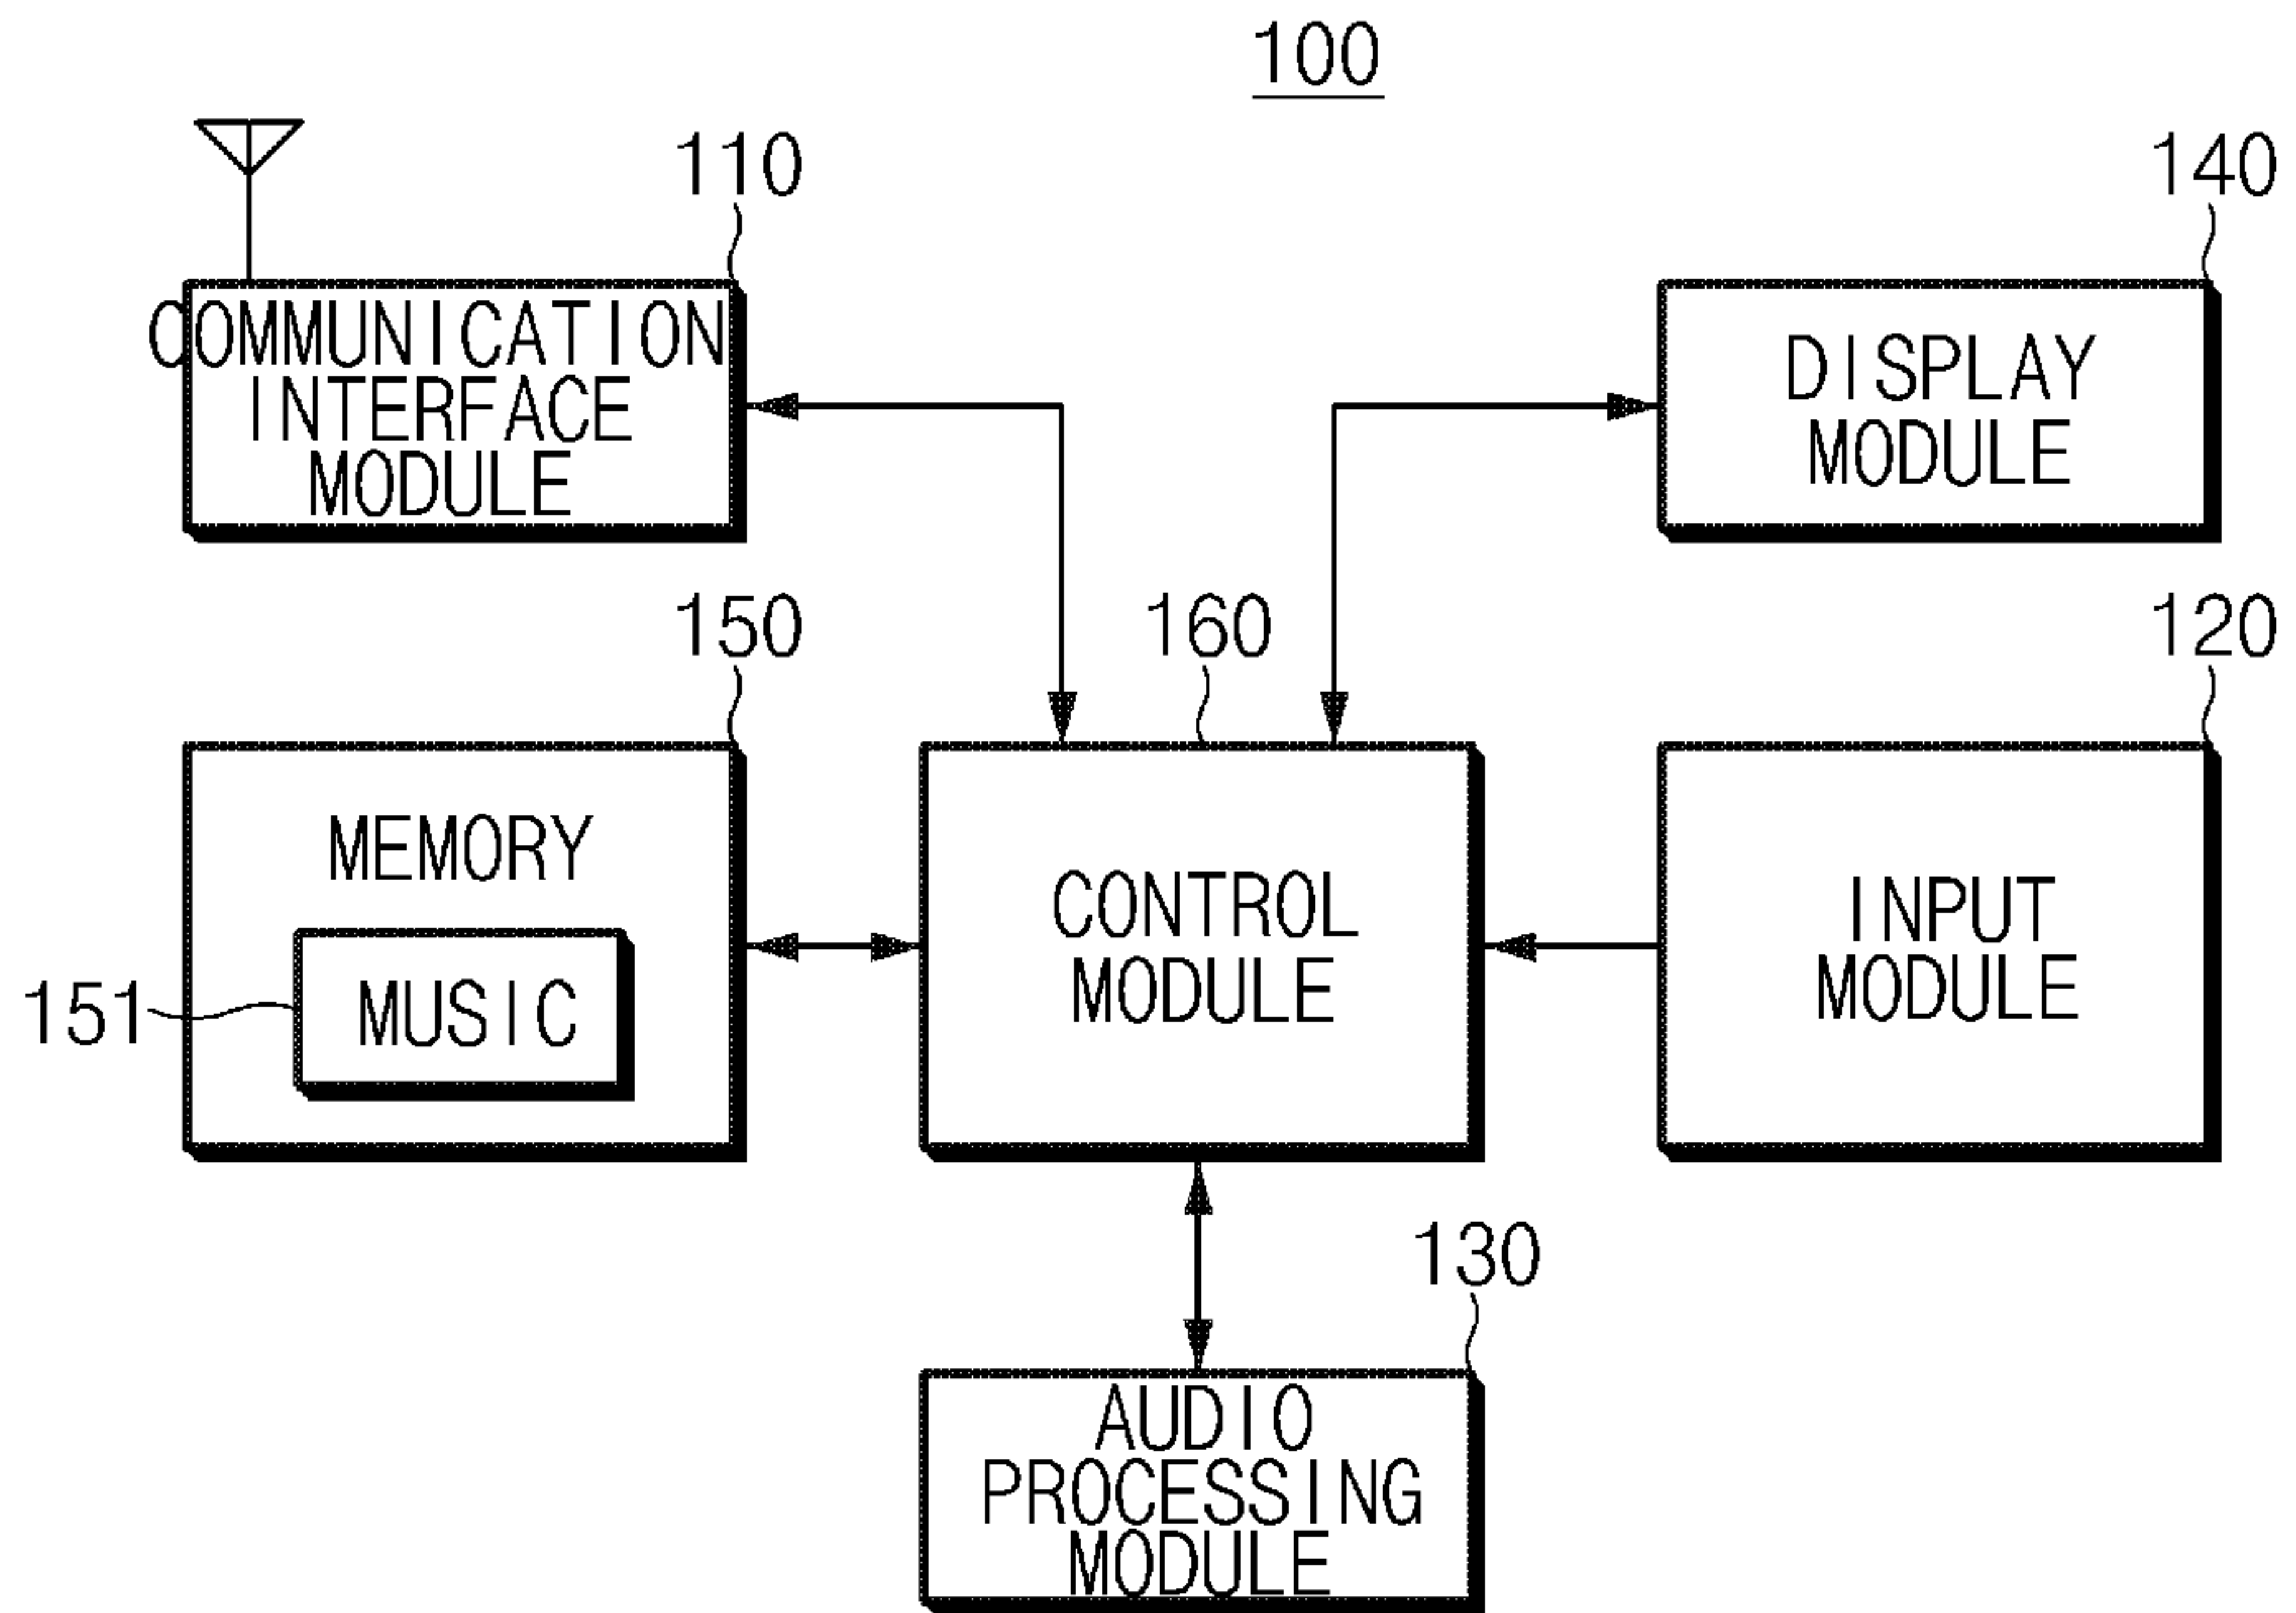 100
110
140
COMMUNICATION
INTERFACE
MODULE
DISPLAY
MODULE
150
160
120
MEMORY
151
MUSIC
CONTROL
MODULE
INPUT
MODULE
130
AUDIO
PROCESSING
MODULE